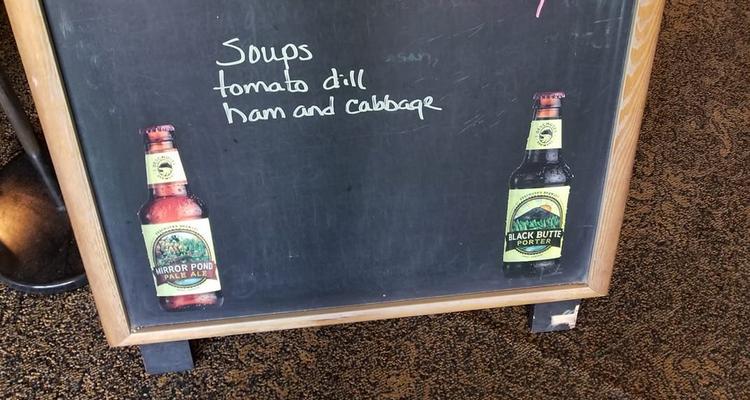 Soups
tomato dill
ham and cabbage
MIRROR POND
PALE ALE
BLACK BUTTE
PORTER